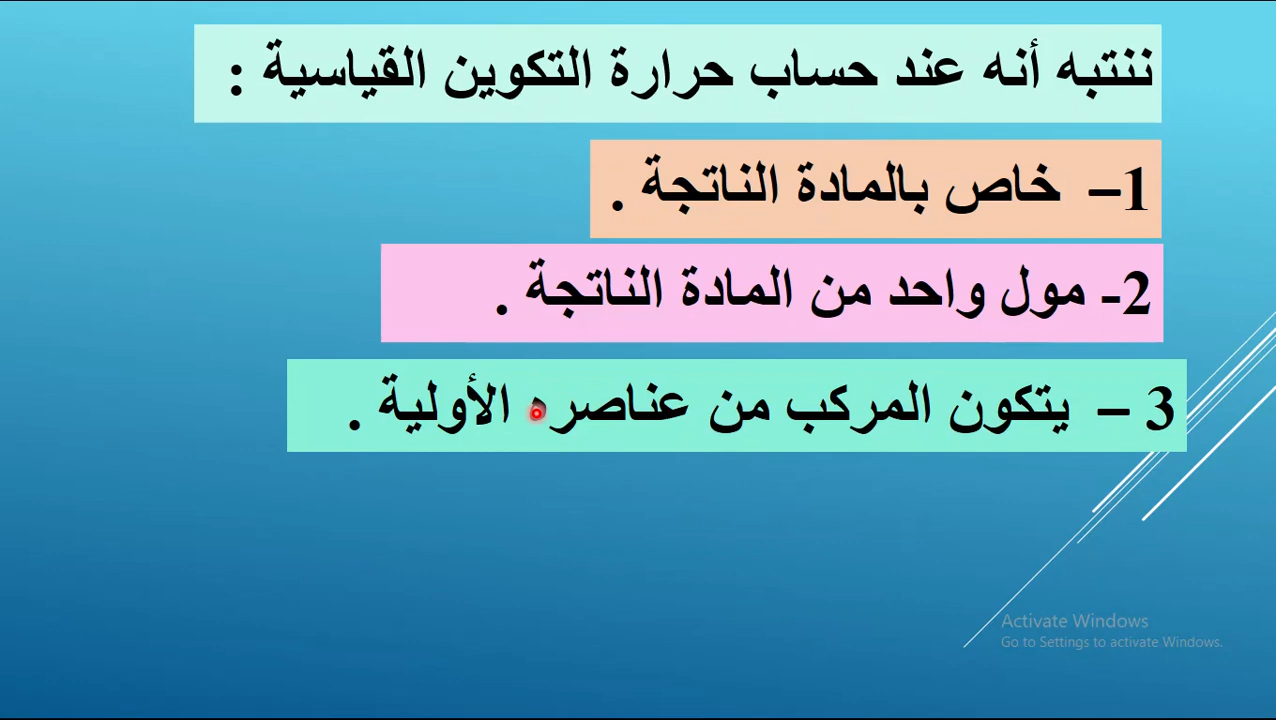 ننتبه أنه عند حساب حرارة التكوين القياسية :
1– خاص بالمادة الناتجة .
2- مول واحد من المادة الناتجة .
3 – يتكون المركب من عناصره الأولية .
Activate Windows
Go to Settings to activate Windows.